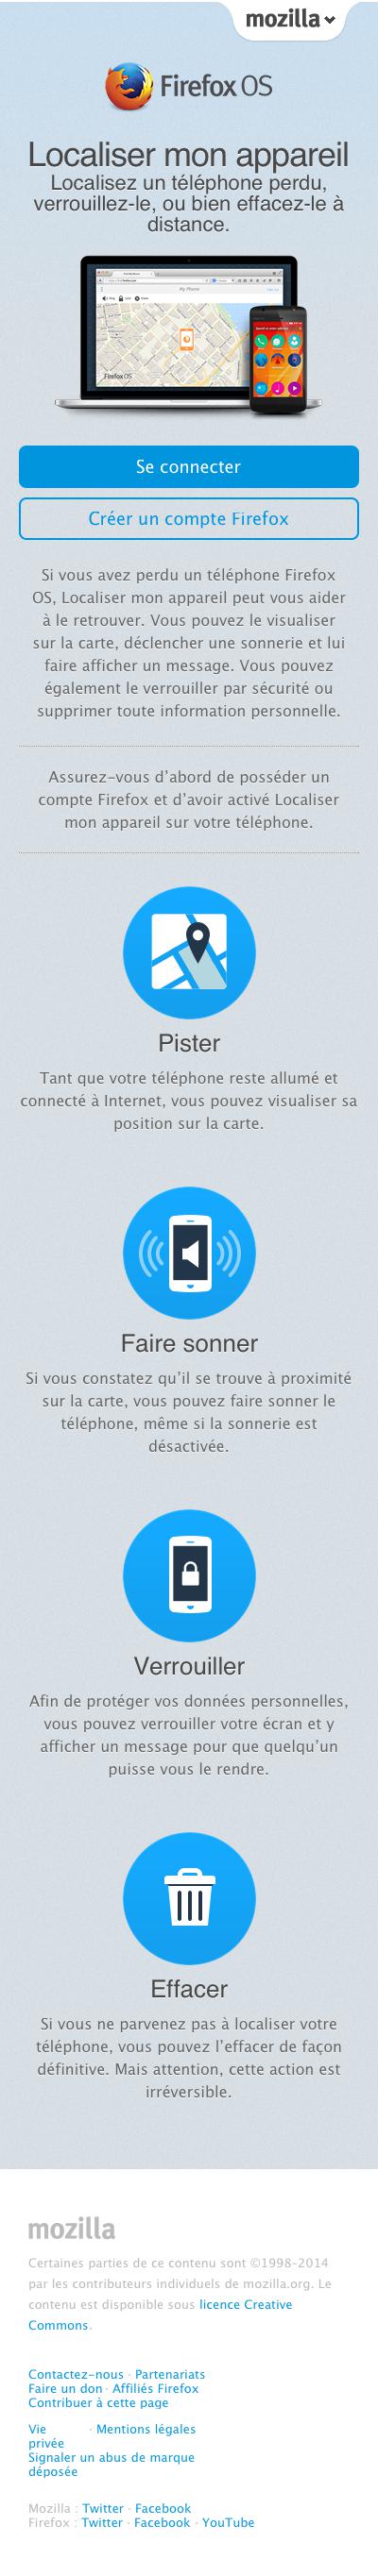 mozilla
Firefox OS
Localiser mon appareil
Localisez un téléphone perdu,
verrouillez-le, ou bien effacez-le à
distance.
My Phone
Firefox OS
Se connecter
Créer un compte Firefox
Si vous avez perdu un téléphone Firefox
OS, Localiser mon appareil peut vous aider
à le retrouver. Vous pouvez le visualiser
sur la carte, déclencher une sonnerie et lui
faire afficher un message. Vous pouvez
également le verrouiller par sécurité ou
supprimer toute information personnelle.
Assurez-vous d’abord de posséder un
compte Firefox et d’avoir activé Localiser
mon appareil sur votre téléphone.
Pister
Tant que votre téléphone reste allumé et
connecté à Internet, vous pouvez visualiser sa
position sur la carte.
Faire sonner
Si vous constatez qu’il se trouve à proximité
sur la carte, vous pouvez faire sonner le
téléphone, même si la sonnerie est
désactivée.
Verrouiller
Afin de protéger vos données personnelles,
vous pouvez verrouiller votre écran et y
afficher un message pour que quelqu’un
puisse vous le rendre.
Effacer
Si vous ne parvenez pas à localiser votre
téléphone, vous pouvez l’effacer de façon
définitive. Mais attention, cette action est
irréversible.
mozilla
Certaines parties de ce contenu sont ©1998–2014
par les contributeurs individuels de mozilla.org. Le
contenu est disponible sous licence Creative
Commons.
Contactez-nous · Partenariats
Faire un don · Affiliés Firefox
Contribuer à cette page
Vie · Mentions légales
privée
Signaler un abus de marque
déposée
Mozilla : Twitter · Facebook
Firefox : Twitter · Facebook · YouTube